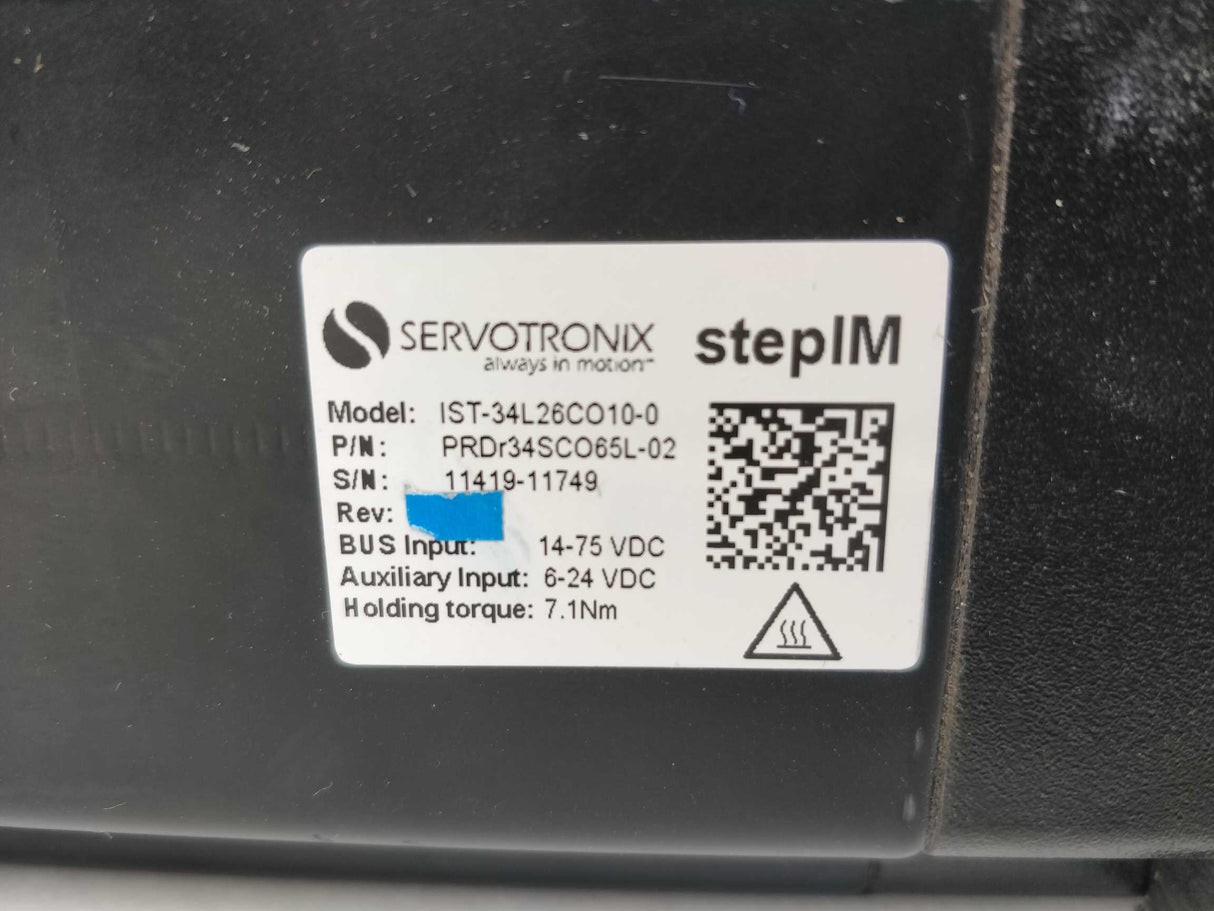 SERVOTRONIX stepIM
always in motion™
Model: IST-34L26CO10-0
P/N: PRDr34SCO65L-02
S/N: 11419-11749
Rev:
BUS Input: 14-75 VDC
Auxiliary Input: 6-24 VDC
Holding torque: 7.1Nm